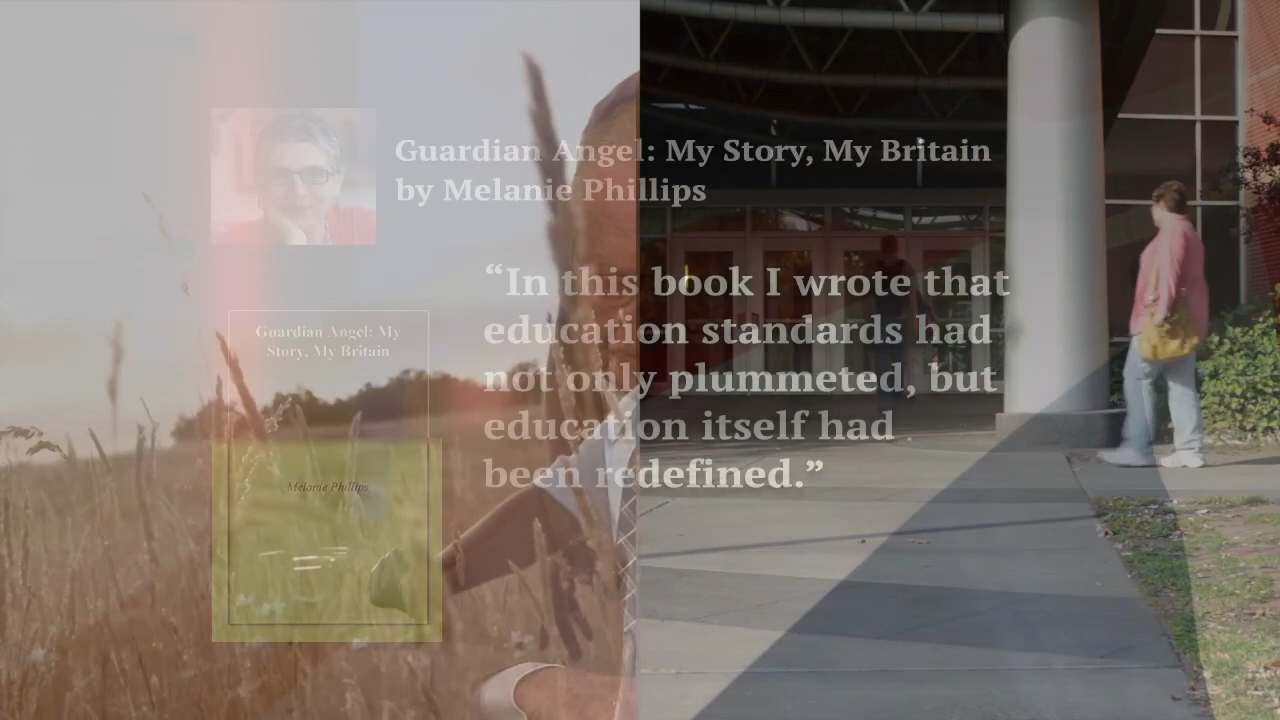 Guardian Angel: My Story, My Britain
by Melanie Phillips
“In this book I wrote that
education standards had
not only plummeted, but
education itself had
been redefined.”
Guardian Angel: My
Story, My Britain
Melanie Phillips